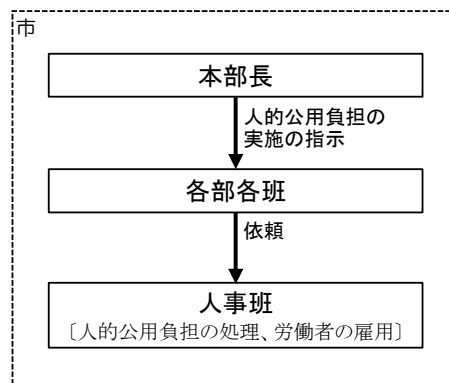 市
本部長
人的公用負担の
実施の指示
各部各班
依頼
人事班
〔人的公用負担の処理、労働者の雇用〕